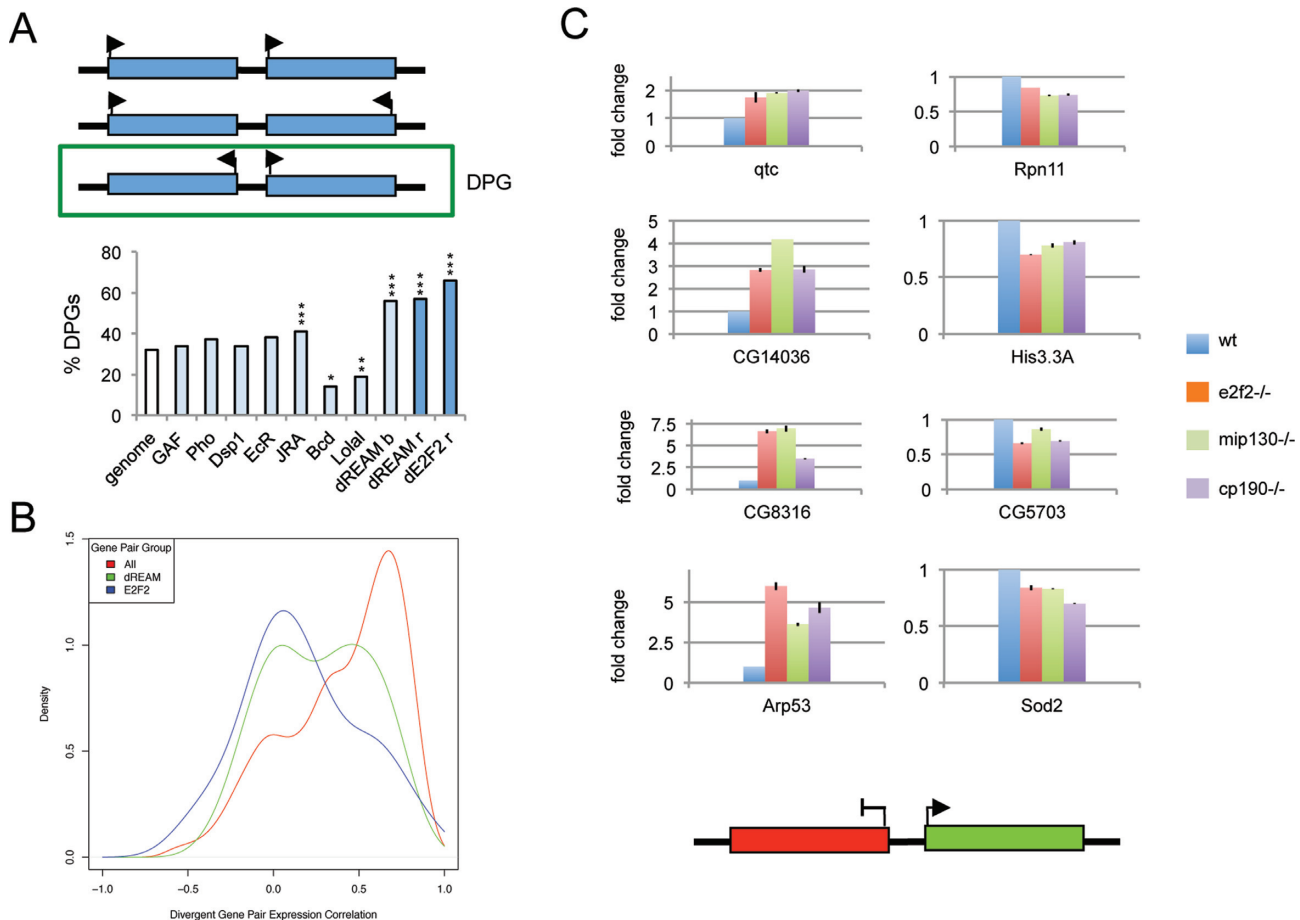 A
DPG
% DPGs
80
60
40
20
0
***
*
**
***
***
***
genome
GAF
Pho
Dsp1
EcR
JRA
Bcd
Lolal
dREAM b
dREAM r
dE2F2 r
B
Gene Pair Group
All
dREAM
E2F2
Density
1.5
1.0
0.5
0.0
−1.0
−0.5
0.0
0.5
1.0
Divergent Gene Pair Expression Correlation
C
fold change
2
1
0
qtc
1
0.5
0
Rpn11
fold change
5
4
3
2
1
0
CG14036
1
0.5
0
His3.3A
fold change
7.5
5
2.5
0
CG8316
1
0.5
0
CG5703
fold change
5
2.5
0
Arp53
1
0.5
0
Sod2
wt
e2f2-/-
mip130-/-
cp190-/-